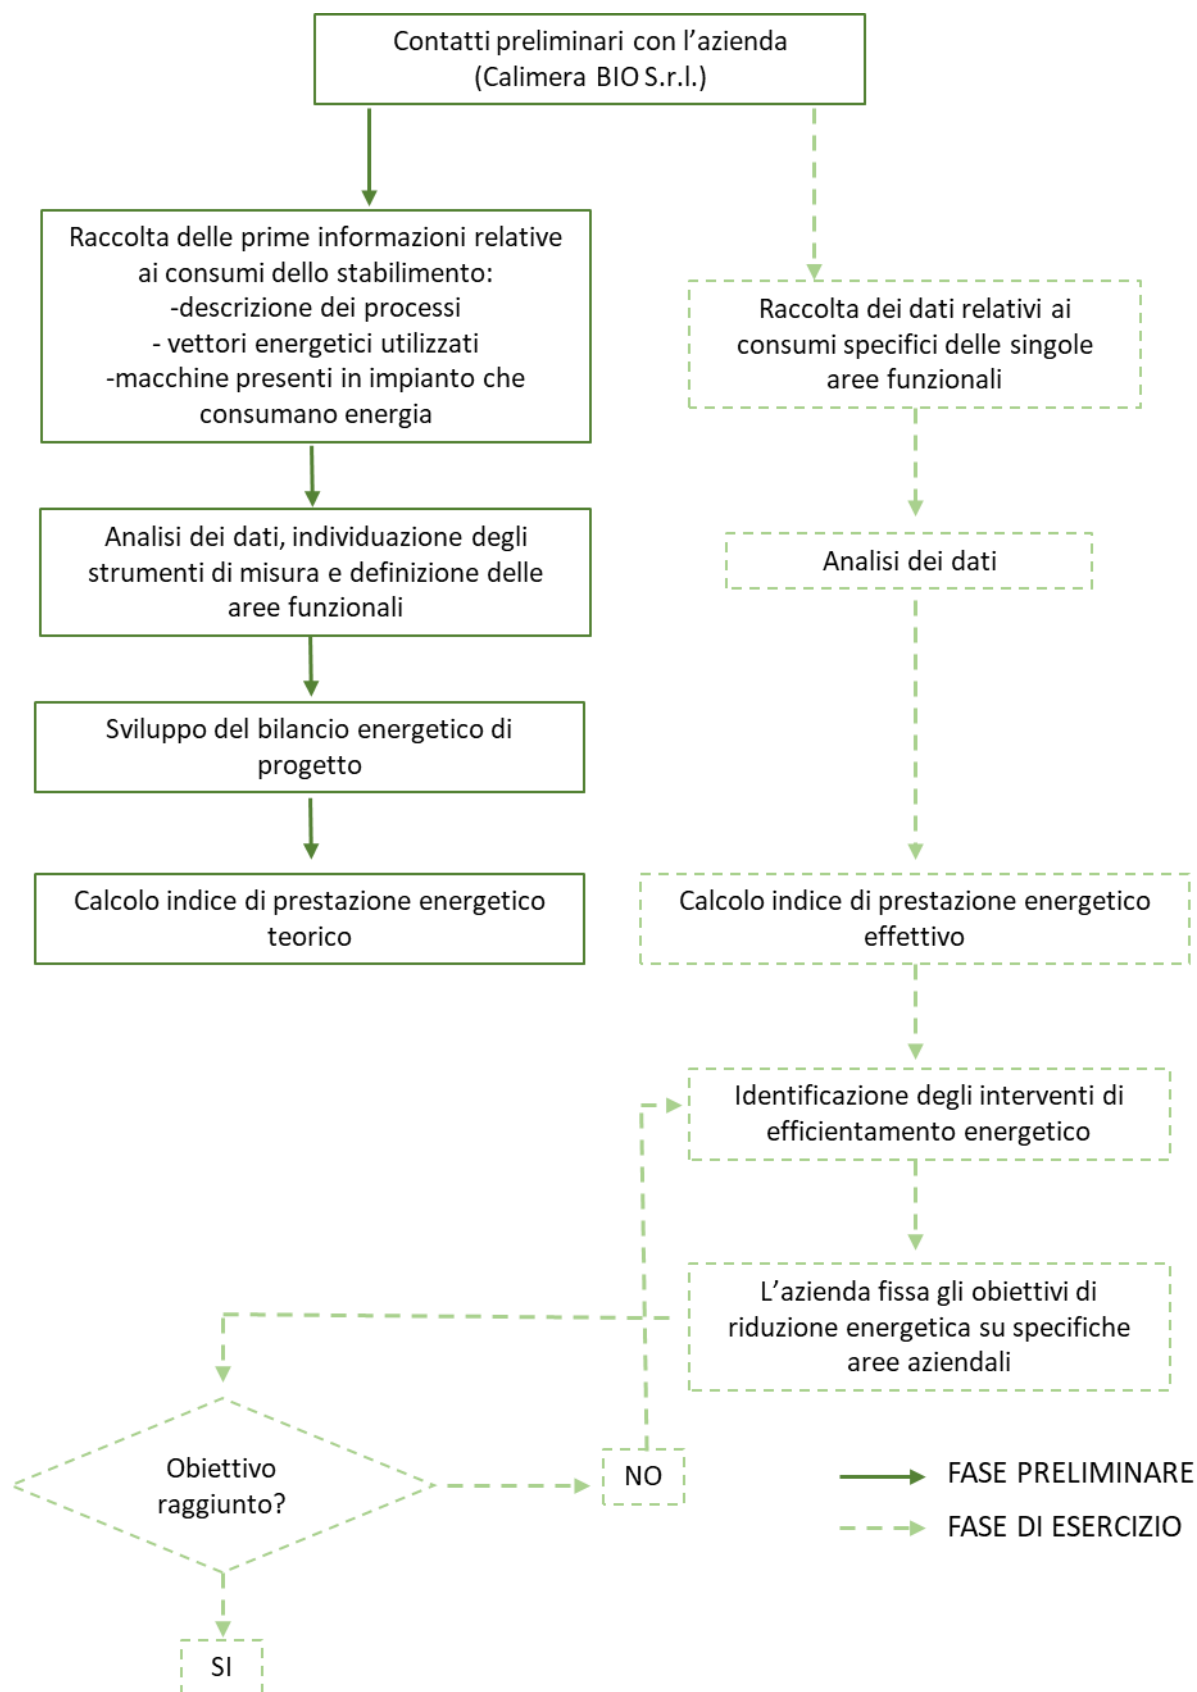 Contatti preliminari con l’azienda
(Calimera BIO S.r.l.)
Raccolta delle prime informazioni relative
ai consumi dello stabilimento:
-descrizione dei processi
- vettori energetici utilizzati
-macchine presenti in impianto che
consumano energia
Raccolta dei dati relativi ai
consumi specifici delle singole
aree funzionali
Analisi dei dati, individuazione degli
strumenti di misura e definizione delle
aree funzionali
Analisi dei dati
Sviluppo del bilancio energetico di
progetto
Calcolo indice di prestazione energetico
teorico
Calcolo indice di prestazione energetico
effettivo
Identificazione degli interventi di
efficientamento energetico
L’azienda fissa gli obiettivi di
riduzione energetica su specifiche
aree aziendali
Obiettivo
raggiunto?
NO
FASE PRELIMINARE
FASE DI ESERCIZIO
SI